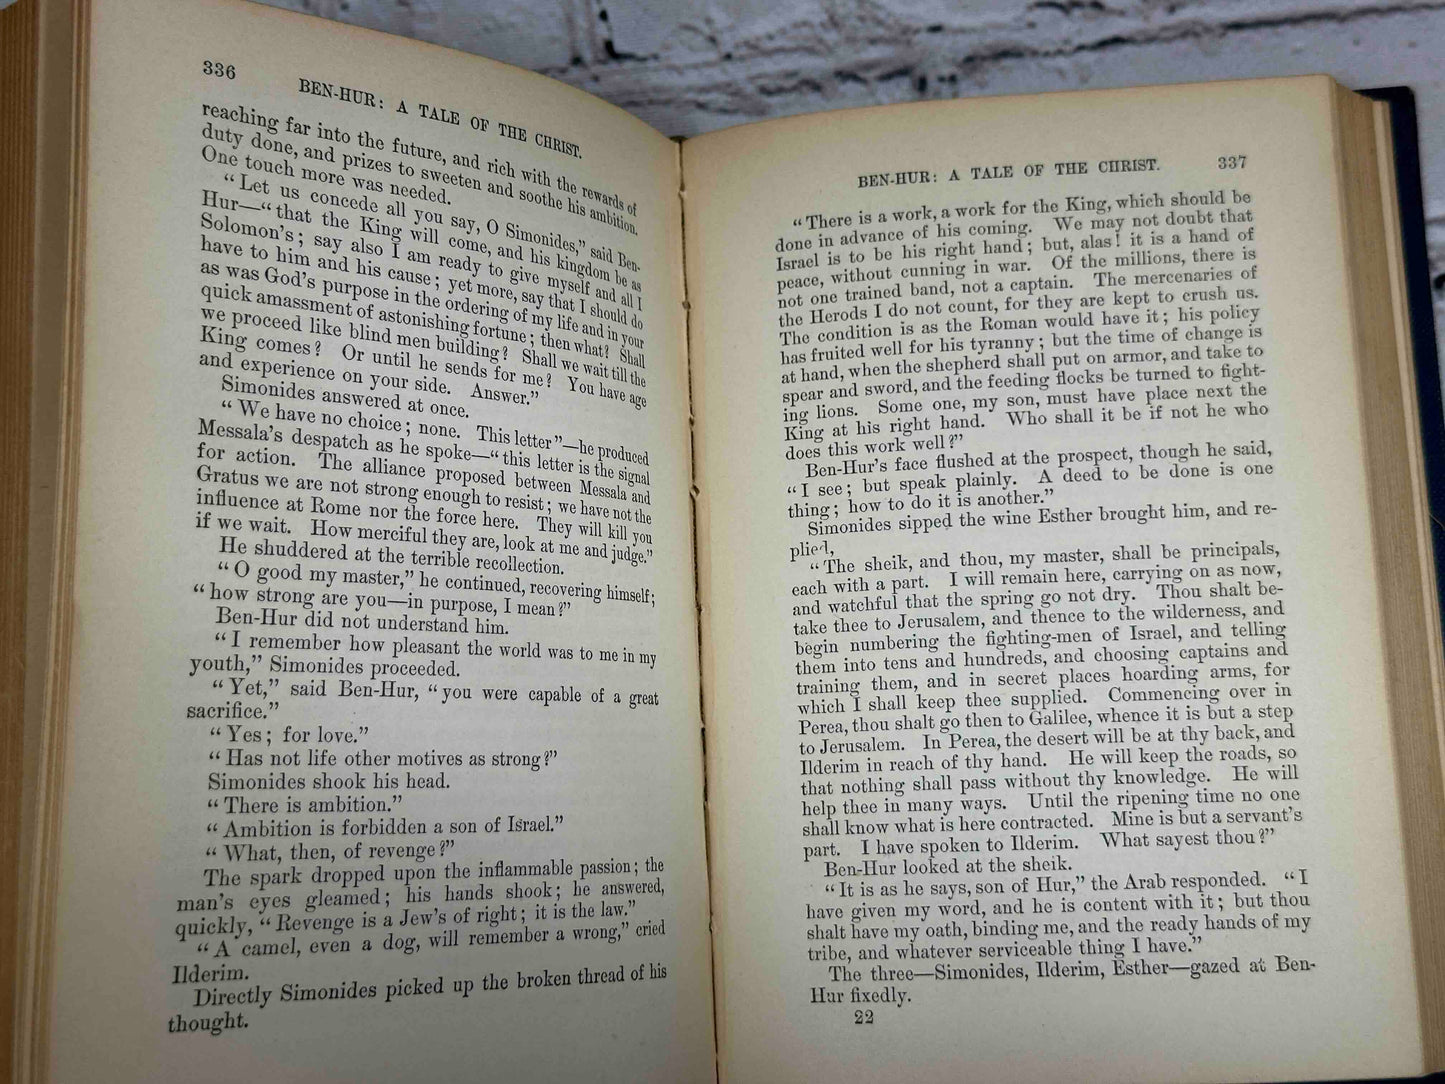 336
BEN-HUR: A TALE OF THE CHRIST.
reaching far into the future, and rich with the rewards of
duty done, and prizes to sweeten and soothe his ambition.
One touch more was needed.
“Let us concede all you say, O Simonides,” said Ben-
Hur—“that the King will come, and his kingdom be as
Solomon’s; say also I am ready to give myself and all I
have to him and his cause; yet more, say that I should do
as was God’s purpose in the ordering of my life and in your
quick amassment of astonishing fortune; then what? Shall
we proceed like blind men building? Shall we wait till the
King comes? Or until he sends for me? You have age
and experience on your side. Answer.”
Simonides answered at once.
“We have no choice; none. This letter”—he produced
Messala’s despatch as he spoke—“this letter is the signal
for action. The alliance proposed between Messala and
Gratus we are not strong enough to resist; we have not the
influence at Rome nor the force here. They will kill you
if we wait. How merciful they are, look at me and judge.”
He shuddered at the terrible recollection.
“O good my master,” he continued, recovering himself;
“how strong are you—in purpose, I mean?”
Ben-Hur did not understand him.
“I remember how pleasant the world was to me in my
youth,” Simonides proceeded.
“Yet,” said Ben-Hur, “you were capable of a great
sacrifice.”
“Yes; for love.”
“Has not life other motives as strong?”
Simonides shook his head.
“There is ambition.”
“Ambition is forbidden a son of Israel.”
“What, then, of revenge?”
The spark dropped upon the inflammable passion; the
man’s eyes gleamed; his hands shook; he answered,
quickly, “Revenge is a Jew’s of right; it is the law.”
“A camel, even a dog, will remember a wrong,” cried
Ilderim.
Directly Simonides picked up the broken thread of his
thought.
BEN-HUR: A TALE OF THE CHRIST. 337
“There is a work, a work for the King, which should be
done in advance of his coming. We may not doubt that
Israel is to be his right hand; but, alas! it is a hand of
peace, without cunning in war. Of the millions, there is
not one trained band, not a captain. The mercenaries of
the Herods I do not count, for they are kept to crush us.
The condition is as the Roman would have it; his policy
has fruited well for his tyranny; but the time of change is
at hand, when the shepherd shall put on armor, and take to
spear and sword, and the feeding flocks be turned to fight-
ing lions. Some one, my son, must have place next the
King at his right hand. Who shall it be if not he who
does this work well?”
Ben-Hur’s face flushed at the prospect, though he said,
“I see; but speak plainly. A deed to be done is one
thing; how to do it is another.”
Simonides sipped the wine Esther brought him, and re-
plied,
“The sheik, and thou, my master, shall be principals,
each with a part. I will remain here, carrying on as now,
and watchful that the spring go not dry. Thou shalt be-
take thee to Jerusalem, and thence to the wilderness, and
begin numbering the fighting-men of Israel, and telling
them into tens and hundreds, and choosing captains and
training them, and in secret places hoarding arms, for
which I shall keep thee supplied. Commencing over in
Perea, thou shalt go then to Galilee, whence it is but a step
to Jerusalem. In Perea, the desert will be at thy back, and
Ilderim in reach of thy hand. He will keep the roads, so
that nothing shall pass without thy knowledge. He will
help thee in many ways. Until the ripening time no one
shall know what is here contracted. Mine is but a servant’s
part. I have spoken to Ilderim. What sayest thou?”
Ben-Hur looked at the sheik.
“It is as he says, son of Hur,” the Arab responded. “I
have given my word, and he is content with it; but thou
shalt have my oath, binding me, and the ready hands of my
tribe, and whatever serviceable thing I have.”
The three—Simonides, Ilderim, Esther—gazed at Ben-
Hur fixedly.
22